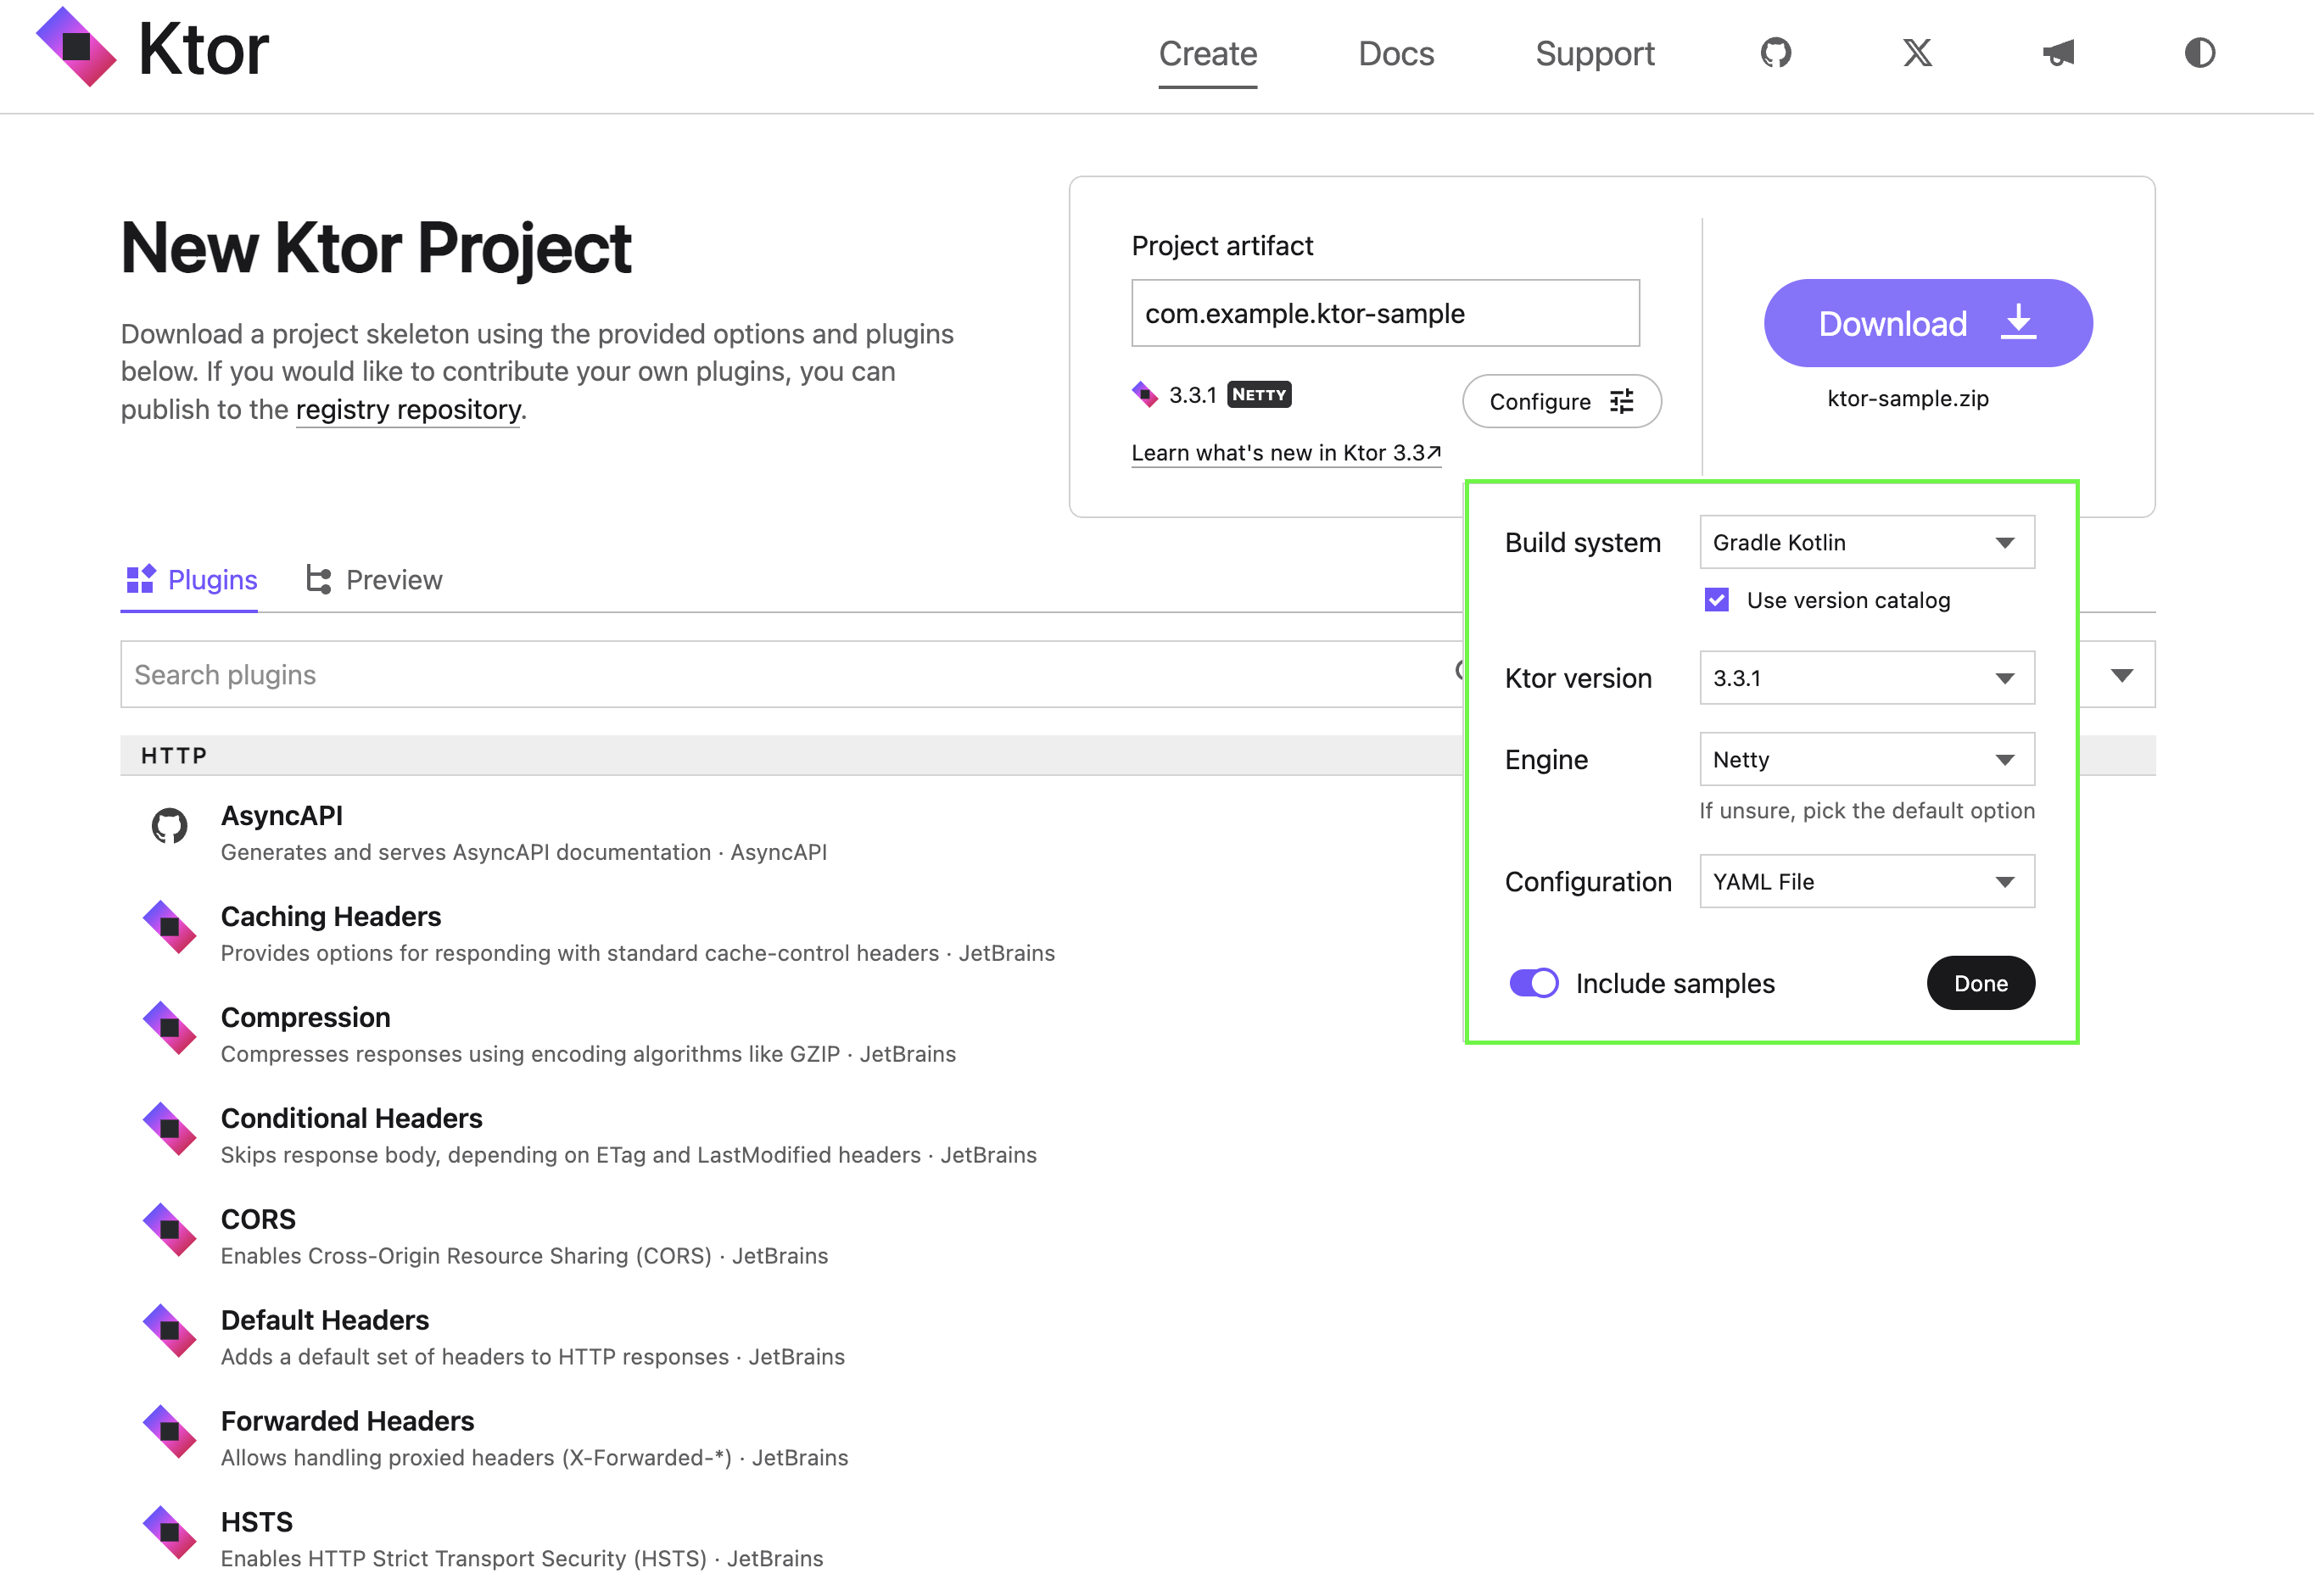 Ktor
Create
Docs
Support
New Ktor Project
Download a project skeleton using the provided options and plugins
below. If you would like to contribute your own plugins, you can
publish to the registry repository.
Project artifact
com.example.ktor-sample
3.3.1 NETTY
Configure
Learn what's new in Ktor 3.3↗
Download
ktor-sample.zip
Build system
Gradle Kotlin
Use version catalog
Ktor version
3.3.1
Engine
Netty
If unsure, pick the default option
Configuration
YAML File
Include samples
Done
Plugins
Preview
Search plugins
HTTP
AsyncAPI
Generates and serves AsyncAPI documentation · AsyncAPI
Caching Headers
Provides options for responding with standard cache-control headers · JetBrains
Compression
Compresses responses using encoding algorithms like GZIP · JetBrains
Conditional Headers
Skips response body, depending on ETag and LastModified headers · JetBrains
CORS
Enables Cross-Origin Resource Sharing (CORS) · JetBrains
Default Headers
Adds a default set of headers to HTTP responses · JetBrains
Forwarded Headers
Allows handling proxied headers (X-Forwarded-*) · JetBrains
HSTS
Enables HTTP Strict Transport Security (HSTS) · JetBrains